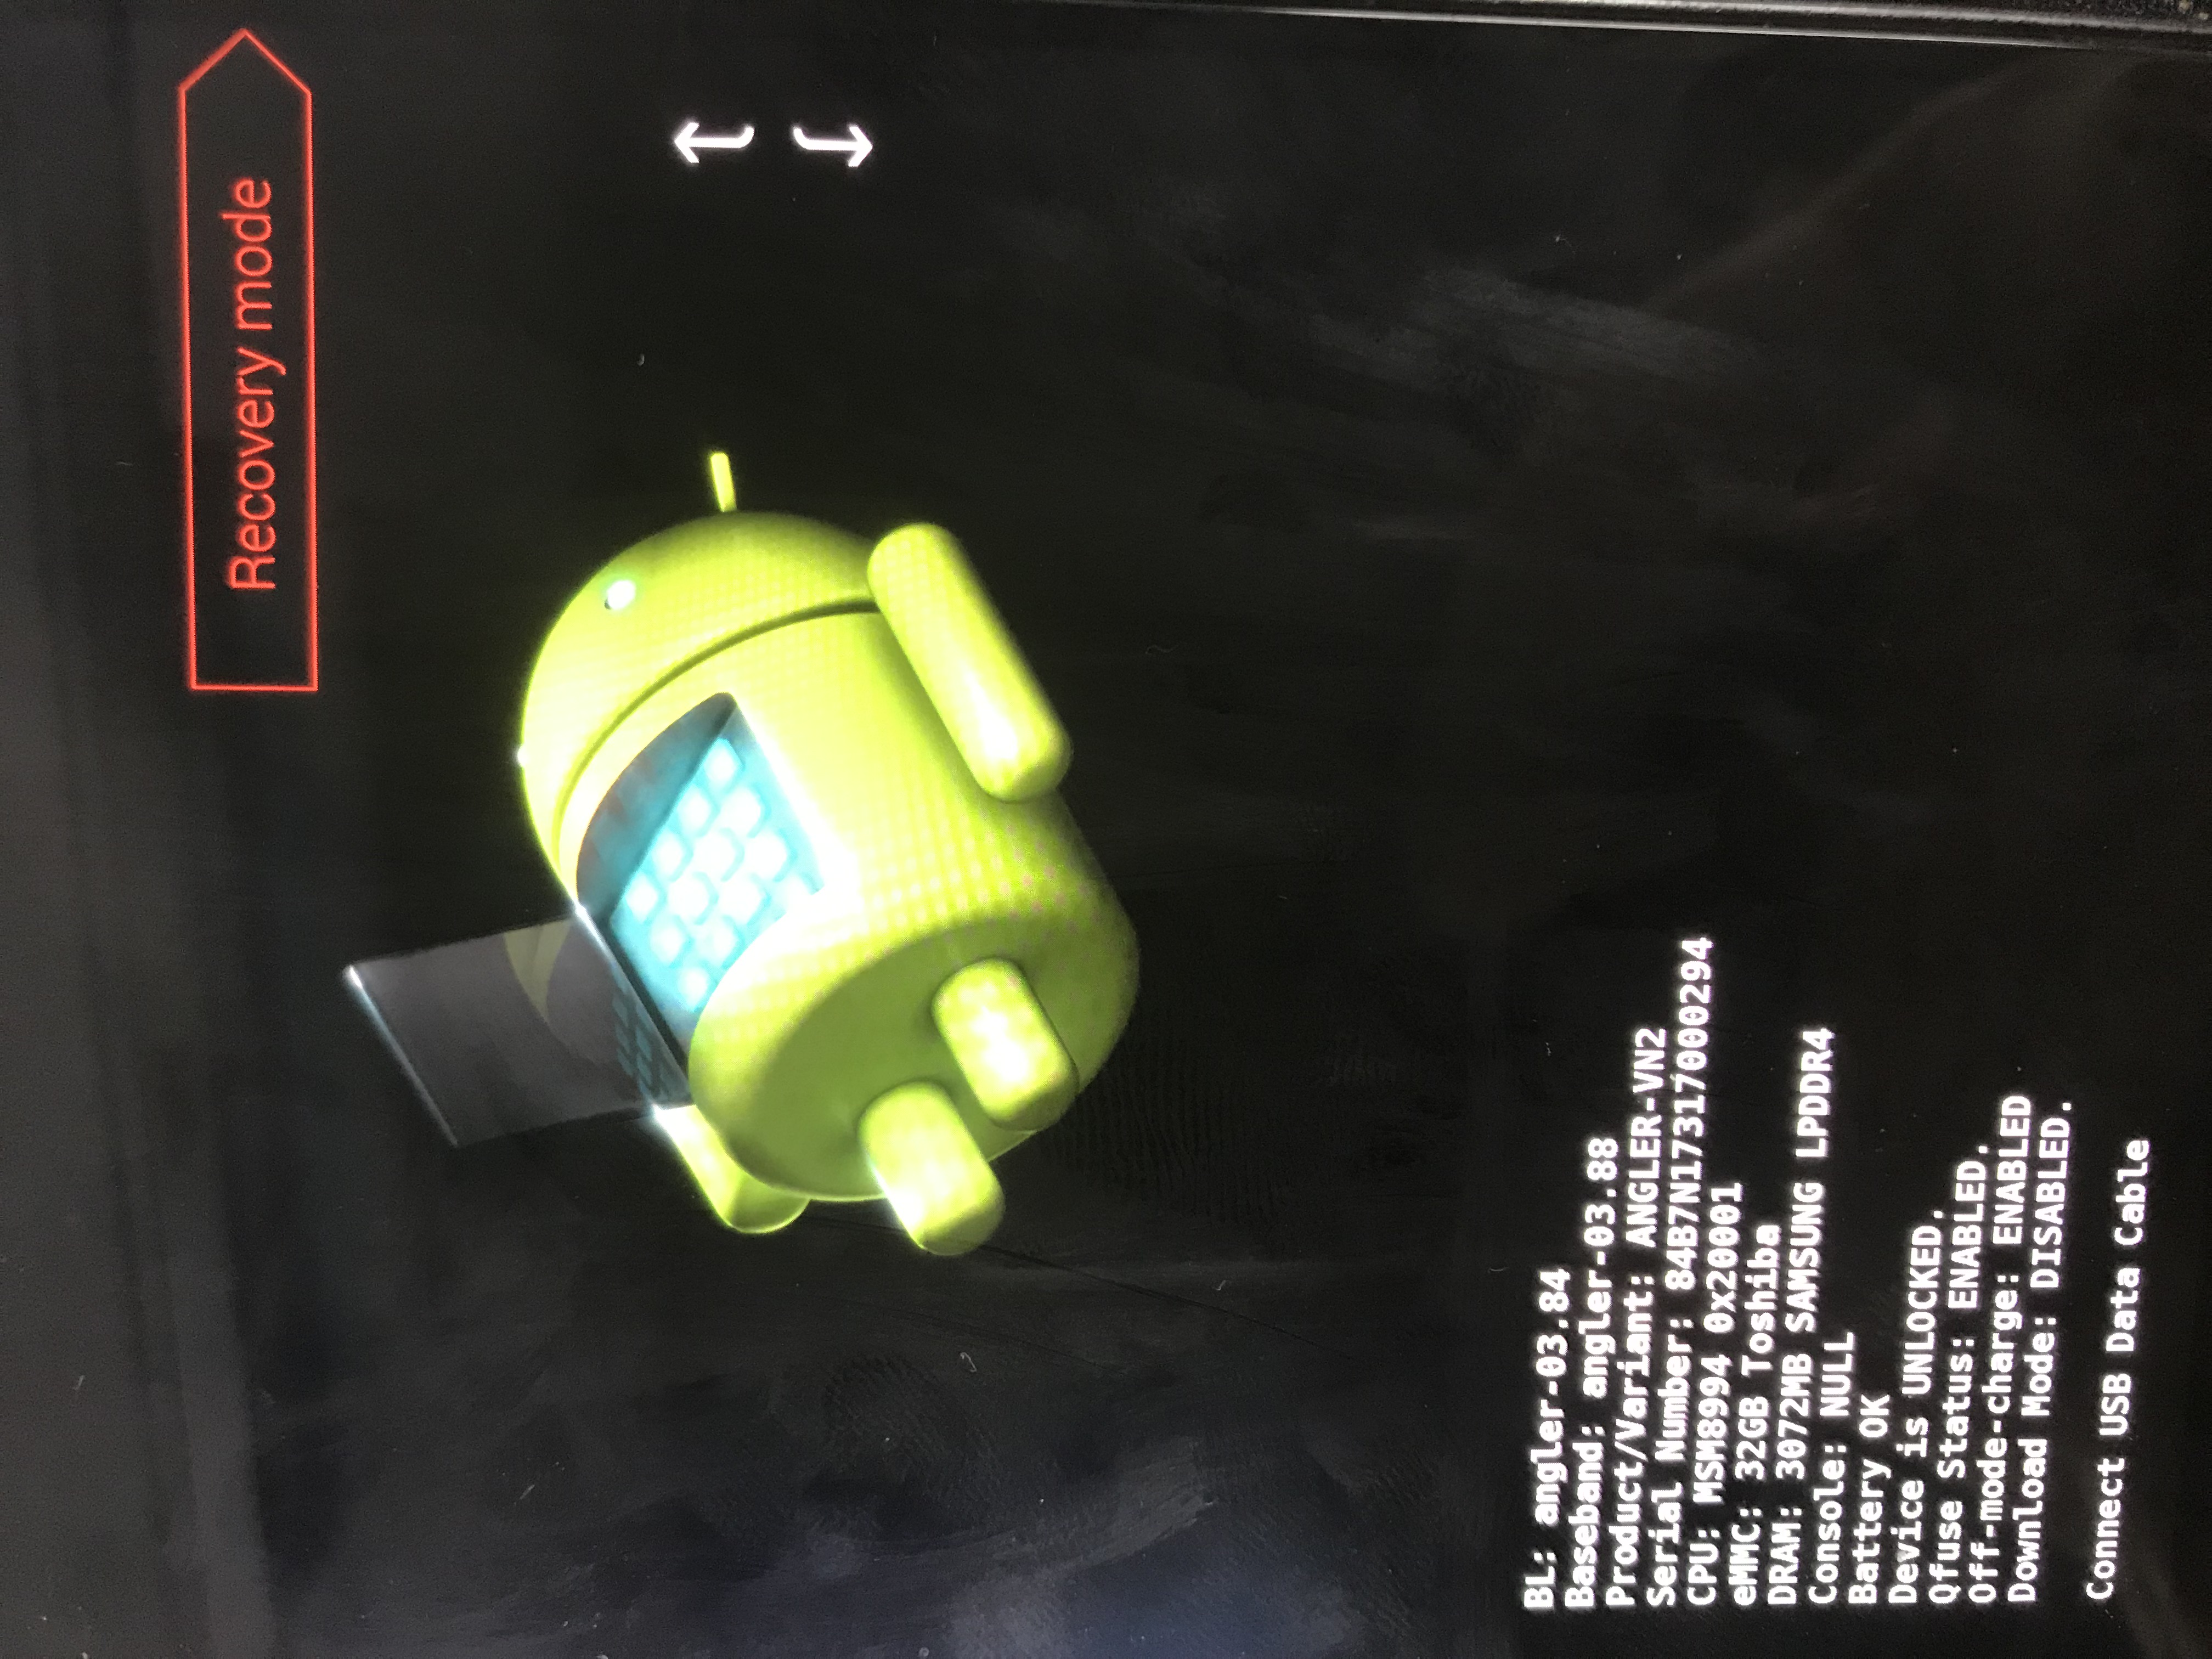 Recovery mode
BL: angler-03.84
Baseband: angler-03.88
Product/Variant: ANGLER-VN2
Serial Number: 84B7N17317000294
CPU: MSM8994 0x20001
eMMC: 32GB Toshiba
DRAM: 3072MB SAMSUNG LPDDR4
Console: NULL
Battery OK
Device is UNLOCKED.
Qfuse Status: ENABLED.
Off-mode-charge: ENABLED
Download Mode: DISABLED.
Connect USB Data Cable